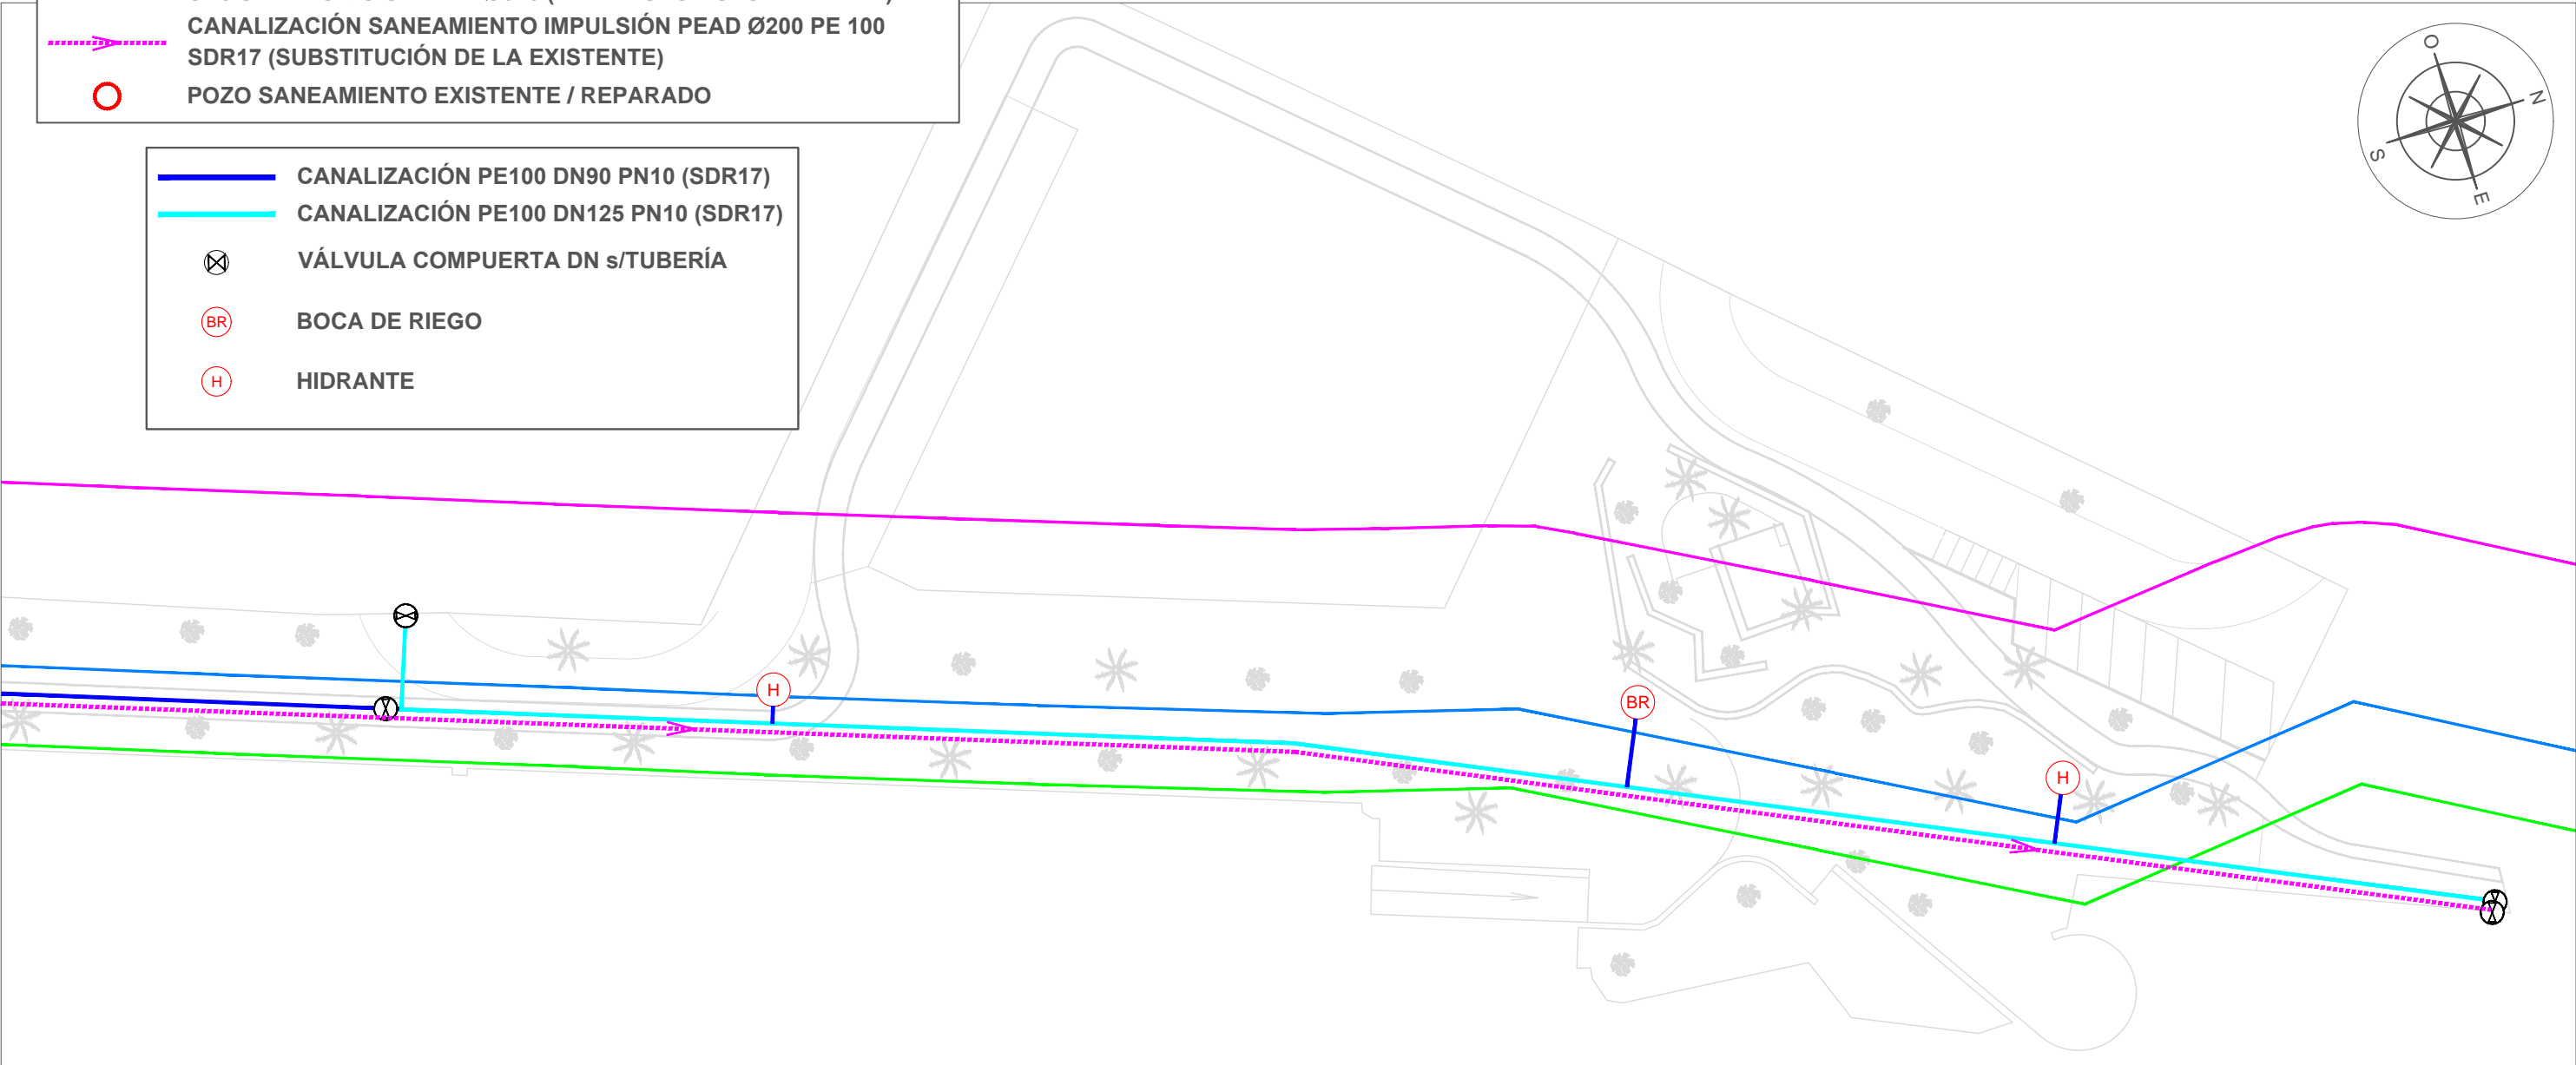 CANALIZACIÓN SANEAMIENTO IMPULSIÓN PEAD Ø200 PE 100
SDR17 (SUBSTITUCIÓN DE LA EXISTENTE)
POZO SANEAMIENTO EXISTENTE / REPARADO
CANALIZACIÓN PE100 DN90 PN10 (SDR17)
CANALIZACIÓN PE100 DN125 PN10 (SDR17)
VÁLVULA COMPUERTA DN s/TUBERÍA
BR BOCA DE RIEGO
H HIDRANTE
O
N
S
E
H
BR
H